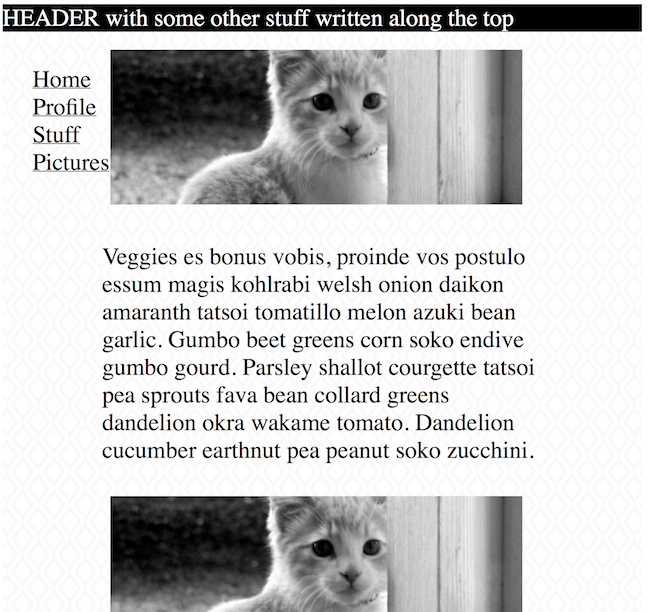 HEADER with some other stuff written along the top
Home
Profile
Stuff
Pictures
Veggies es bonus vobis, proinde vos postulo
essum magis kohlrabi welsh onion daikon
amaranth tatsoi tomatillo melon azuki bean
garlic. Gumbo beet greens corn soko endive
gumbo gourd. Parsley shallot courgette tatsoi
pea sprouts fava bean collard greens
dandelion okra wakame tomato. Dandelion
cucumber earthnut pea peanut soko zucchini.